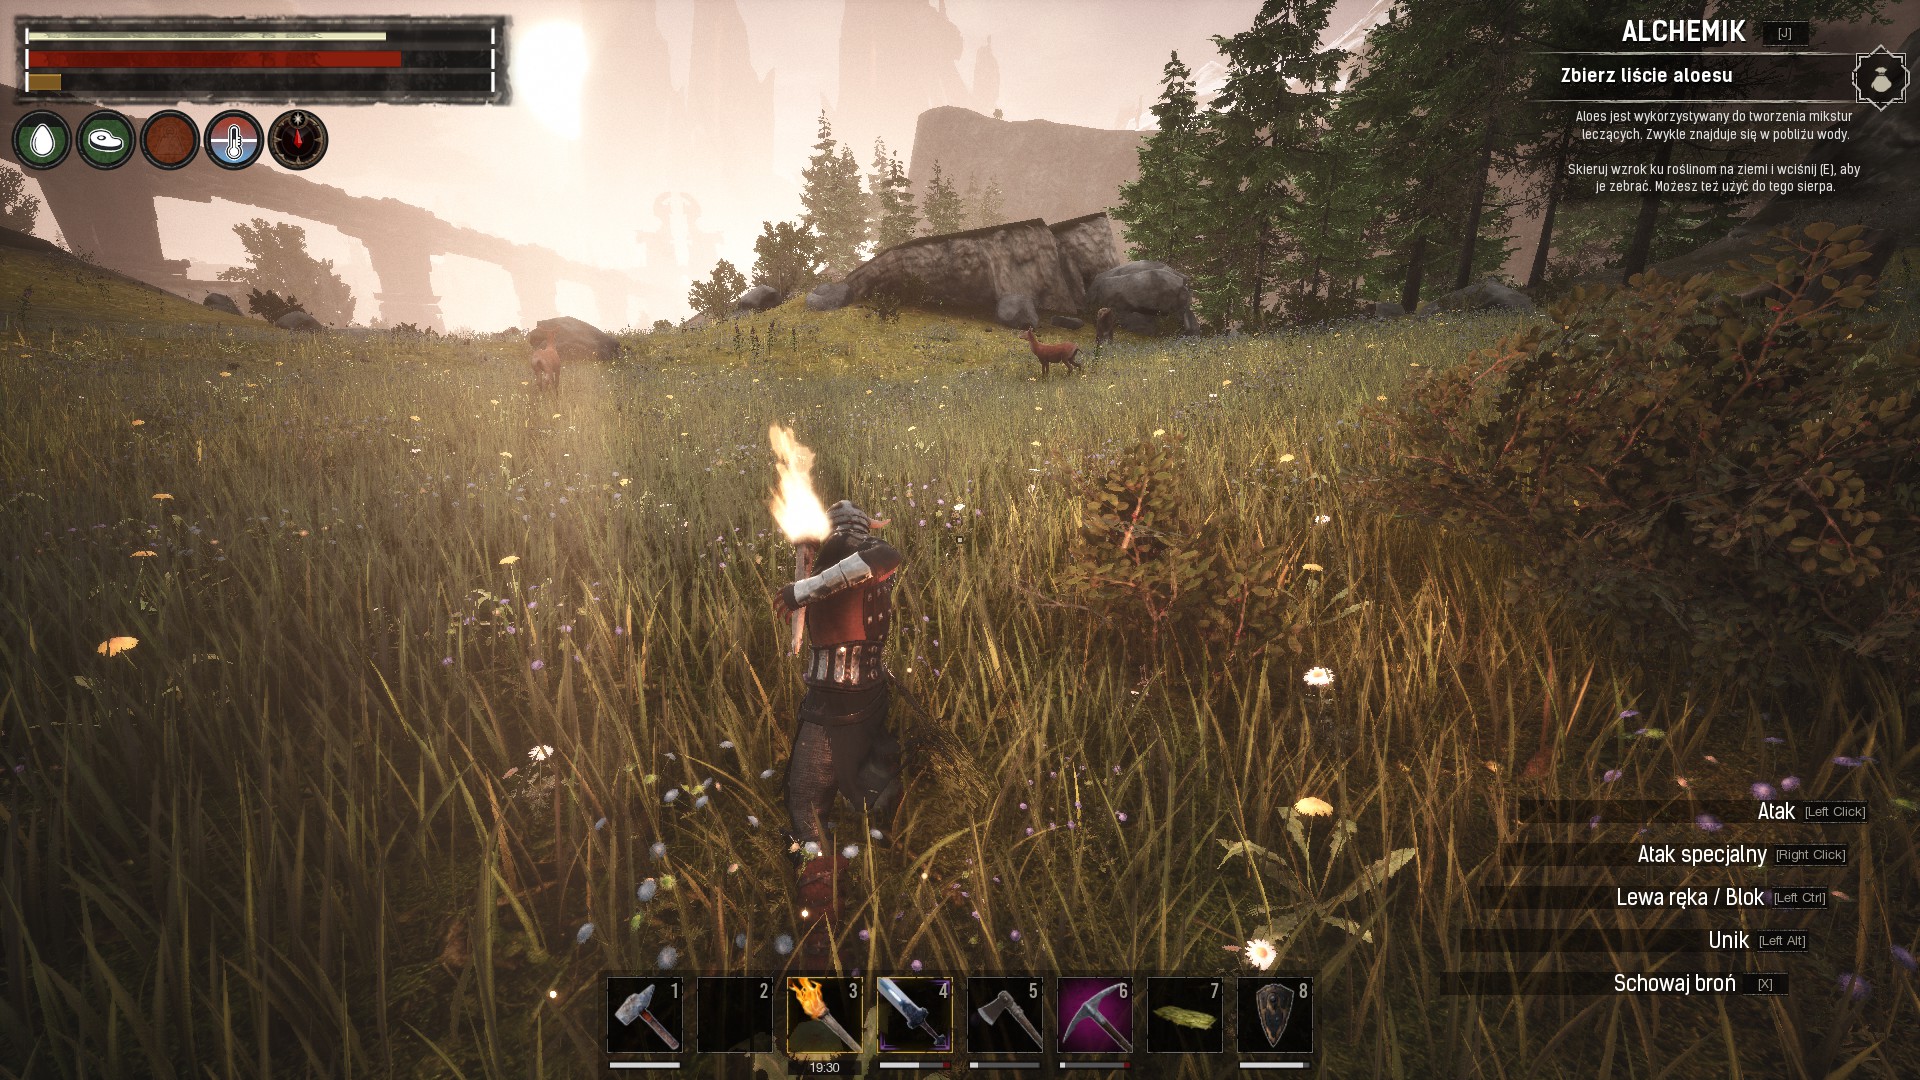 ALCHEMIK [J]
Zbierz liście aloesu
Aloes jest wykorzystywany do tworzenia mikstur
leczących. Zwykle znajduje się w pobliżu wody.
Skieruj wzrok ku roślinom na ziemi i wciśnij (E), aby
je zebrać. Możesz też użyć do tego sierpa.
Atak [Left Click]
Atak specjalny [Right Click]
Lewa ręka / Blok [Left Ctrl]
Unik [Left Alt]
Schowaj broń [X]
1 2 3 4 5 6 7 8
19:30